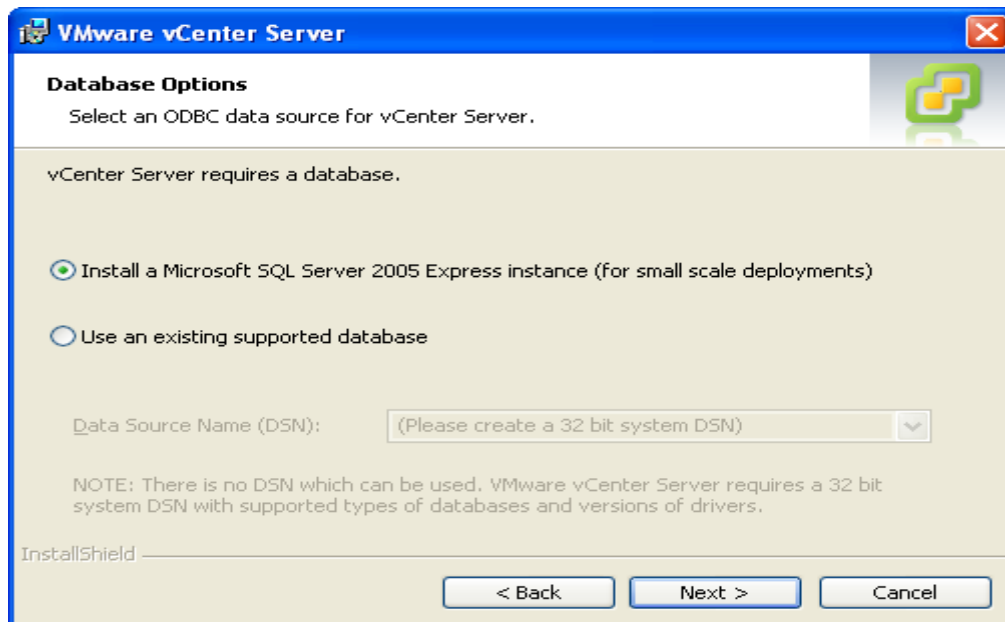 VMware vCenter Server
Database Options
Select an ODBC data source for vCenter Server.
vCenter Server requires a database.
Install a Microsoft SQL Server 2005 Express instance (for small scale deployments)
Use an existing supported database
Data Source Name (DSN): (Please create a 32 bit system DSN)
NOTE: There is no DSN which can be used. VMware vCenter Server requires a 32 bit
system DSN with supported types of databases and versions of drivers.
InstallShield
< Back Next > Cancel